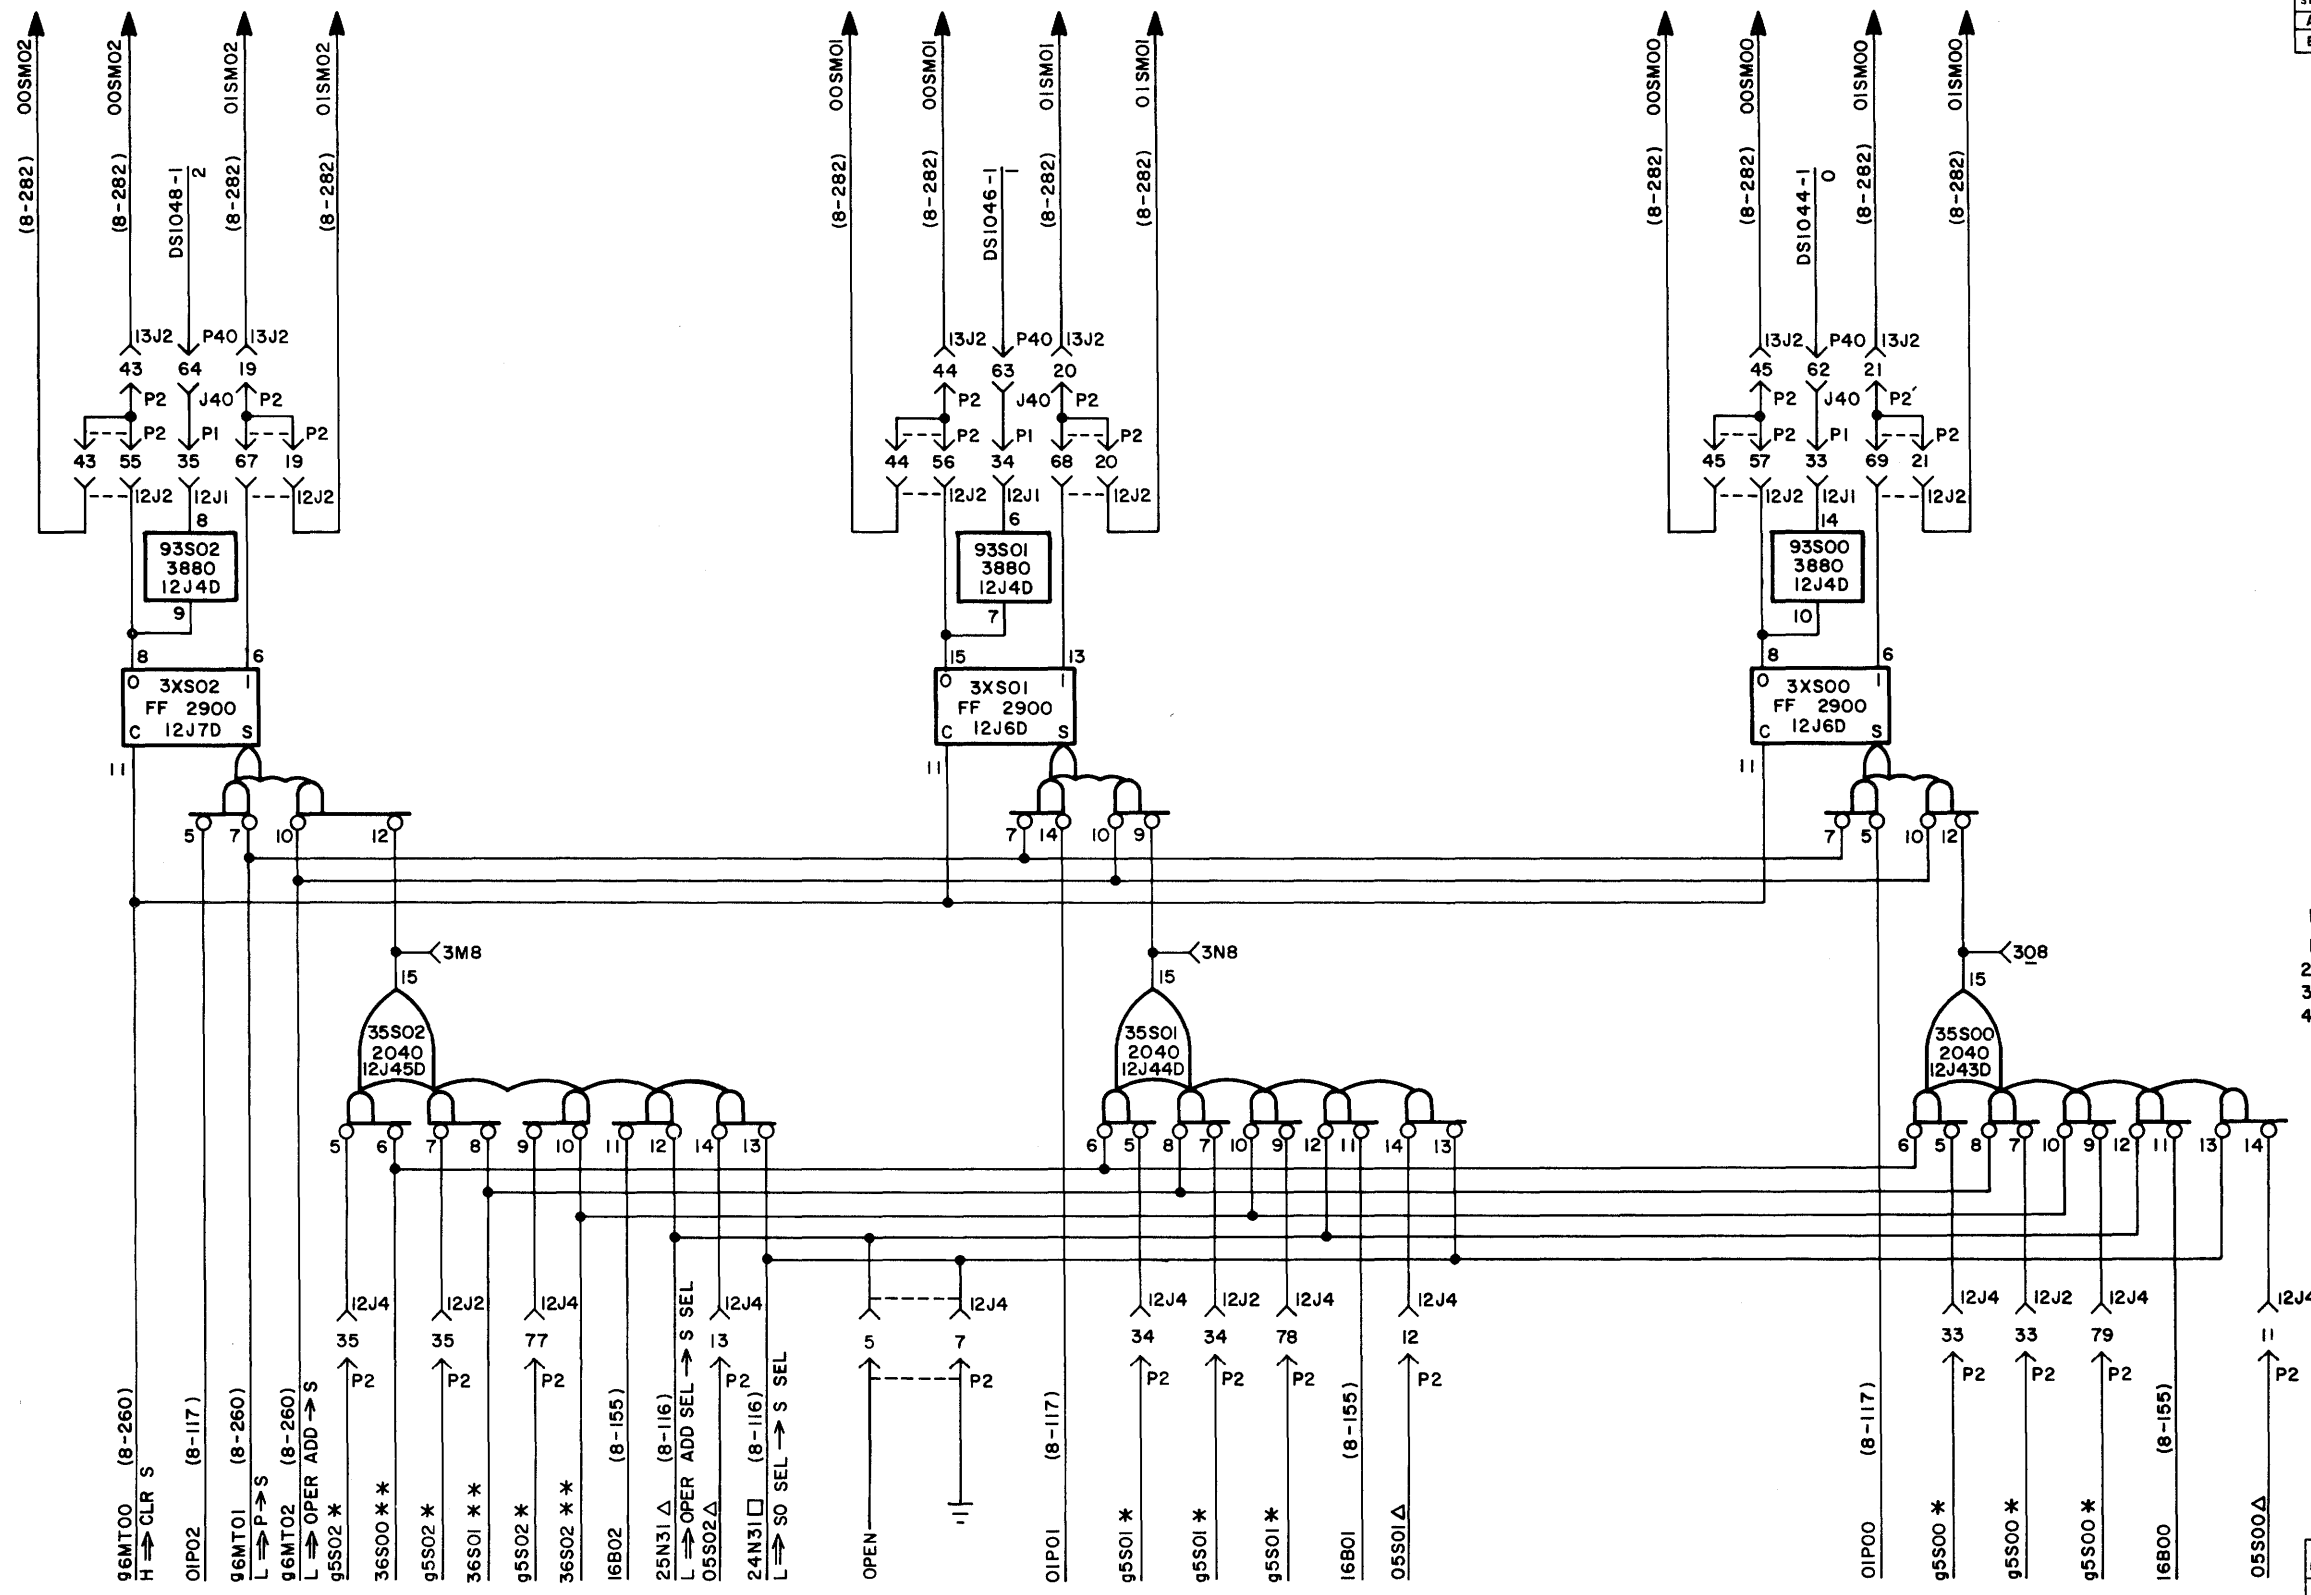 00SM02 00SM02 01SM02 01SM02 00SM01 00SM01 01SM01 01SM01 00SM00 00SM00 01SM00 01SM00
(8-282) (8-282) DS1048-1 2 (8-282) (8-282) (8-282) (8-282) DS1046-1 1 (8-282) (8-282) (8-282) (8-282) DS1044-1 0 (8-282) (8-282)
13J2 P40 13J2 13J2 P40 13J2 13J2 P40 13J2
43 64 19 44 63 20 45 62 21
P2 J40 P2 P2 J40 P2 P2 J40 P2
P2 P1 P2 P2 P1 P2 P2 P1 P2
43 55 35 67 19 44 56 34 68 20 45 57 33 69 21
12J2 12J1 12J2 12J2 12J1 12J2 12J2 12J1 12J2
8 6 14
93S02 93S01 93S00
3880 3880 3880
12J4D 12J4D 12J4D
9 7 10
8 6 15 13 8 6
0 3XS02 1 0 3XS01 1 0 3XS00 1
FF 2900 FF 2900 FF 2900
C 12J7D S C 12J6D S C 12J6D S
11 11 11
5 7 10 12 7 14 10 9 7 5 10 12
3M8 3N8 3O8
15 15 15
35S02 35S01 35S00
2040 2040 2040
12J45D 12J44D 12J43D
5 6 7 8 9 10 11 12 14 13 6 5 8 7 10 9 12 11 14 13 6 5 8 7 10 9 12 11 13 14
12J4 12J2 12J4 12J4 12J4 12J4 12J2 12J4 12J4 12J4 12J2 12J4 12J4
35 35 77 13 5 7 34 34 78 12 33 33 79 11
P2 P2 P2 P2 P2 P2 P2 P2 P2 P2 P2 P2 P2
g6MT00 (8-260)
H ⇒ CLR S
01P02 (8-117)
g6MT01 (8-260)
L ⇒ P→S
g6MT02 (8-260)
L ⇒ OPER ADD → S
g5S02 *
36S00 * *
g5S02 *
36S01 * *
g5S02 *
36S02 * *
16B02 (8-155)
25N31 △ (8-116)
L ⇒ OPER ADD SEL → S SEL
05S02 △
24N31 □ (8-116)
L ⇒ SO SEL → S SEL
OPEN
01P01 (8-117)
g5S01 *
g5S01 *
g5S01 *
16B01 (8-155)
05S01 △
01P00 (8-117)
g5S00 *
g5S00 *
g5S00 *
16B00 (8-155)
05S00 △
2
3
4